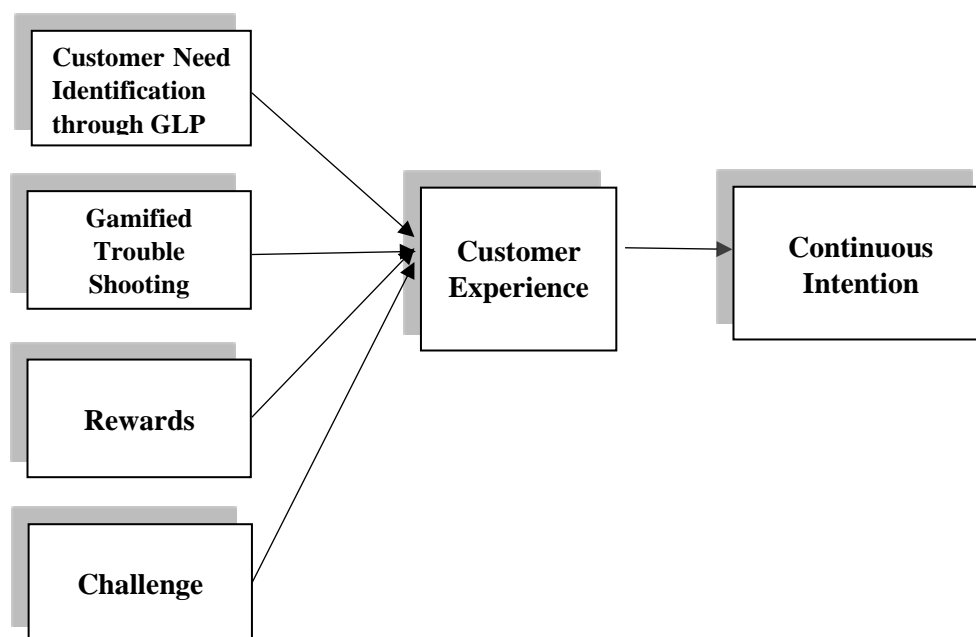 Customer Need
Identification
through GLP
Gamified
Trouble
Shooting
Rewards
Challenge
Customer
Experience
Continuous
Intention